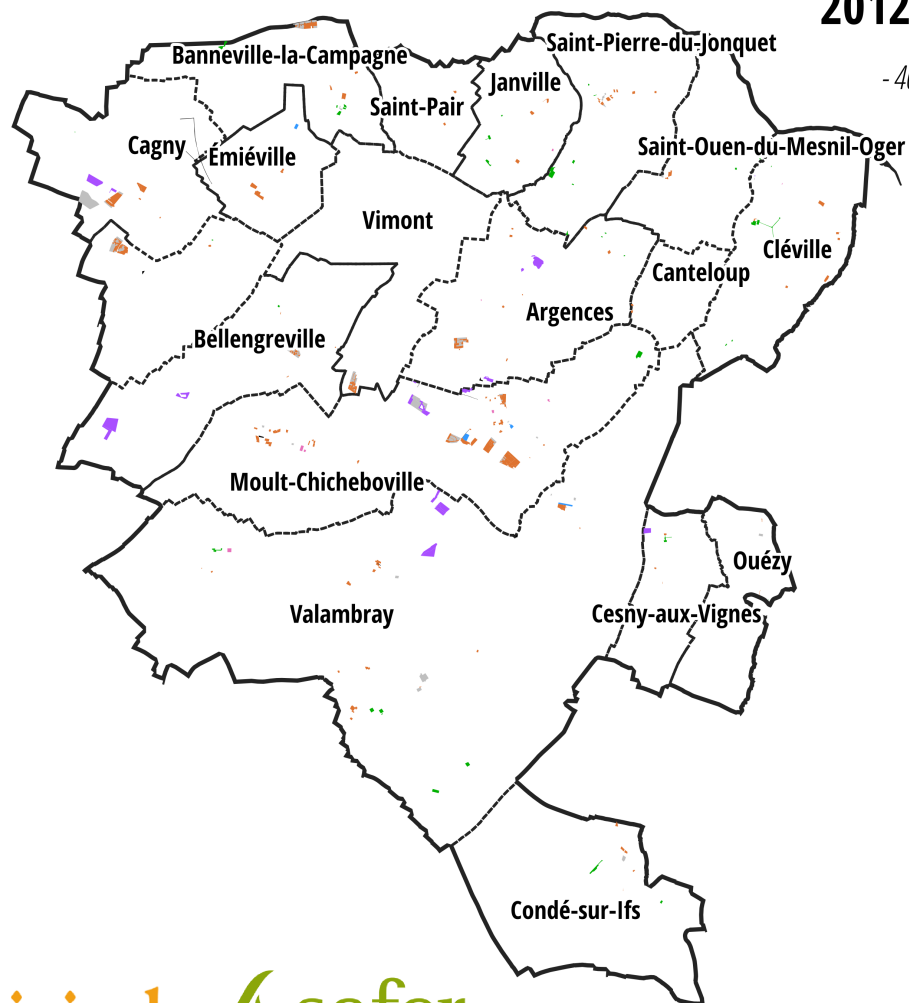 2012
Saint-Pierre-du-Jonquet
Banneville-la-Campagne
Janville
Saint-Pair
Cagny
Émiéville
Saint-Ouen-du-Mesnil-Oger
Vimont
Cléville
Canteloup
Argences
Bellengreville
Moult-Chicheboville
Ouézy
Valambray
Cesny-aux-Vignes
Condé-sur-Ifs
safer